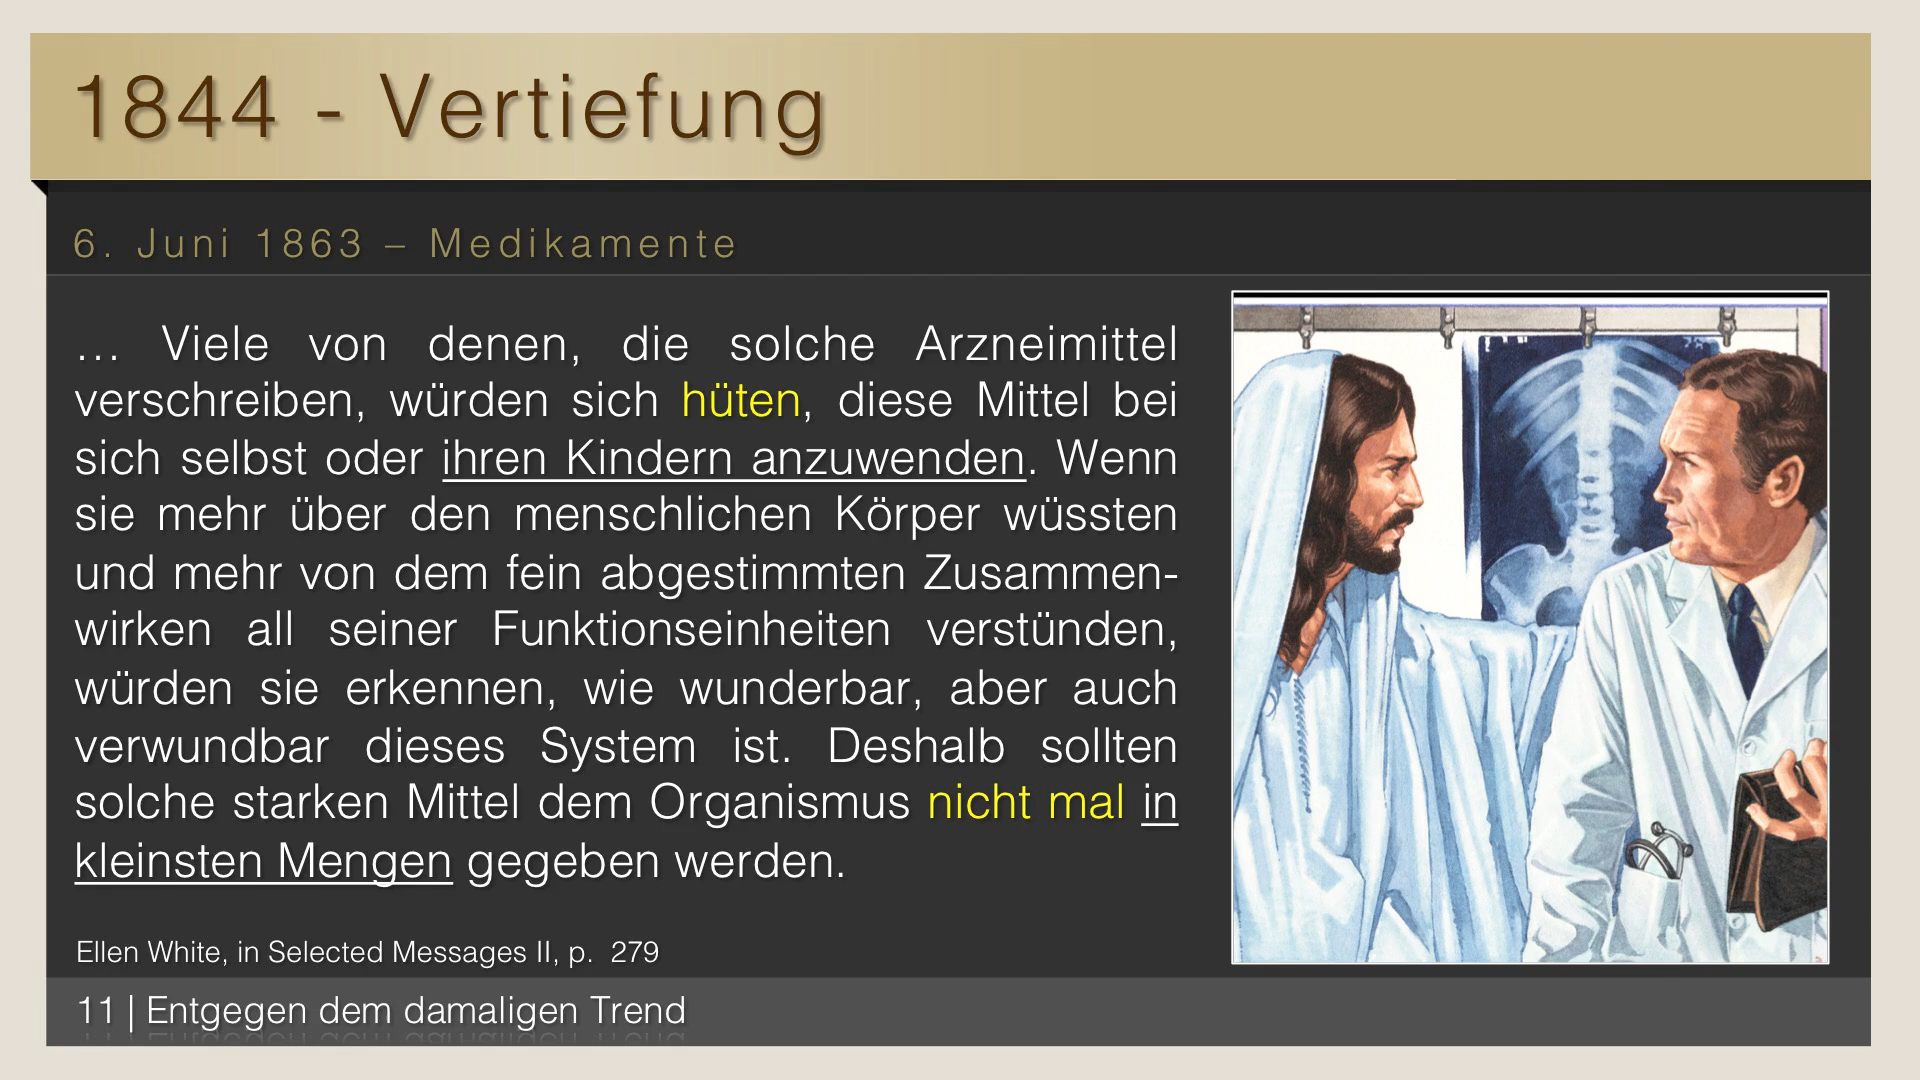 1844 - Vertiefung
6. Juni 1863 – Medikamente
… Viele von denen, die solche Arzneimittel
verschreiben, würden sich hüten, diese Mittel bei
sich selbst oder ihren Kindern anzuwenden. Wenn
sie mehr über den menschlichen Körper wüssten
und mehr von dem fein abgestimmten Zusammen-
wirken all seiner Funktionseinheiten verstünden,
würden sie erkennen, wie wunderbar, aber auch
verwundbar dieses System ist. Deshalb sollten
solche starken Mittel dem Organismus nicht mal in
kleinsten Mengen gegeben werden.
Ellen White, in Selected Messages II, p. 279
11 | Entgegen dem damaligen Trend